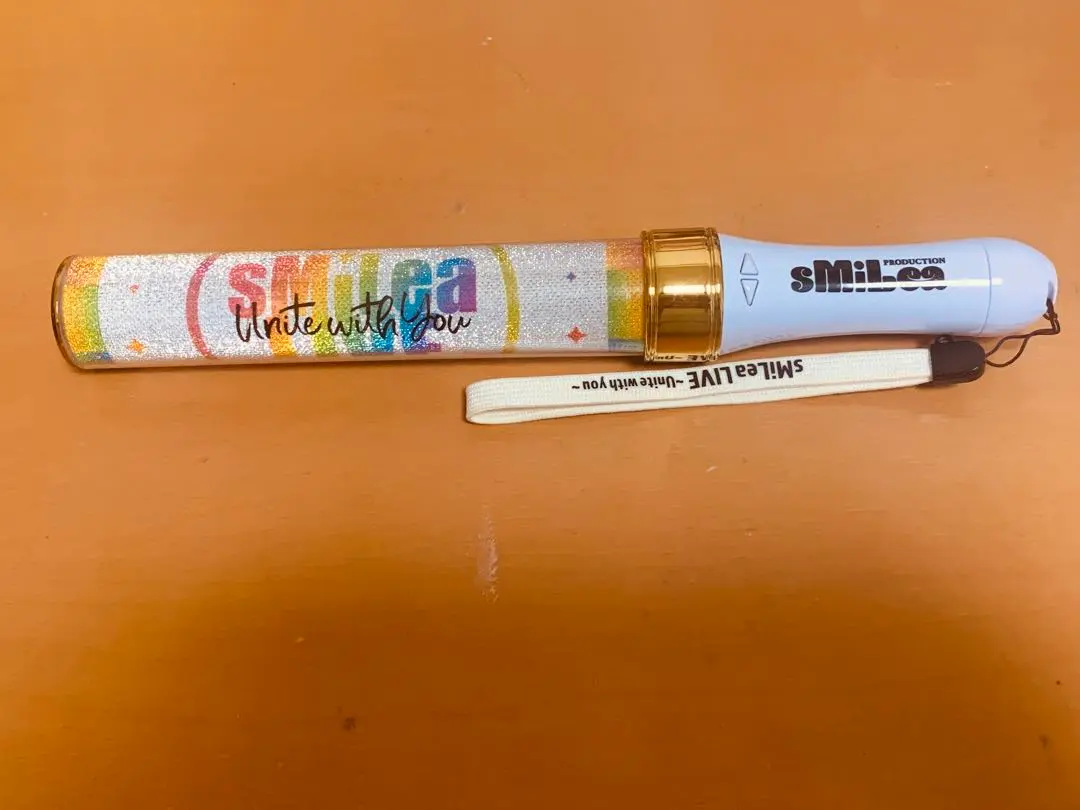 sMiLea
Unite with You
PRODUCTION
sMiLea
sMiLea LIVE ~Unite with you~